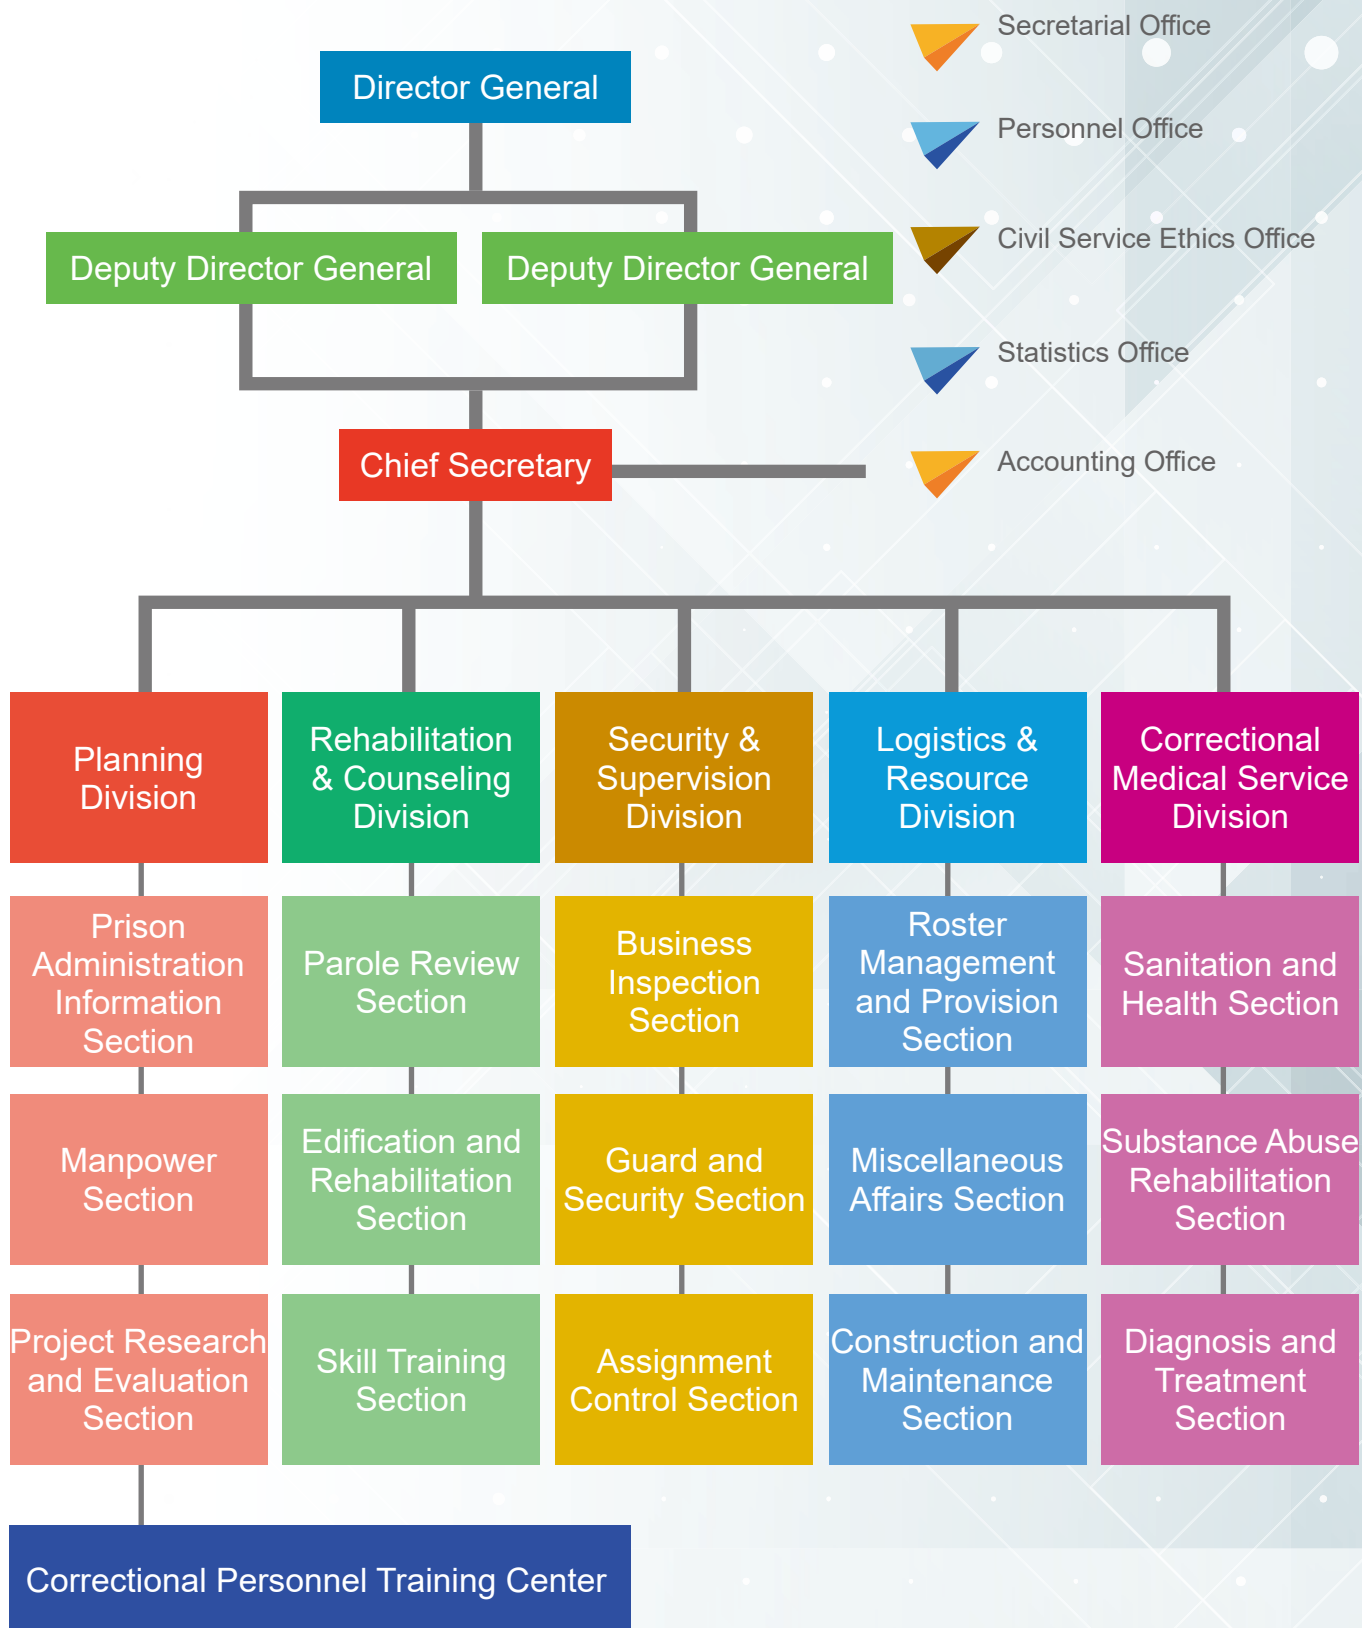 Secretarial Office
Director General
Personnel Office
Civil Service Ethics Office
Deputy Director General
Deputy Director General
Statistics Office
Chief Secretary
Accounting Office
Planning
Division
Rehabilitation
& Counseling
Division
Security &
Supervision
Division
Logistics &
Resource
Division
Correctional
Medical Service
Division
Prison
Administration
Information
Section
Parole Review
Section
Business
Inspection
Section
Roster
Management
and Provision
Section
Sanitation and
Health Section
Manpower
Section
Edification and
Rehabilitation
Section
Guard and
Security Section
Miscellaneous
Affairs Section
Substance Abuse
Rehabilitation
Section
Project Research
and Evaluation
Section
Skill Training
Section
Assignment
Control Section
Construction and
Maintenance
Section
Diagnosis and
Treatment
Section
Correctional Personnel Training Center